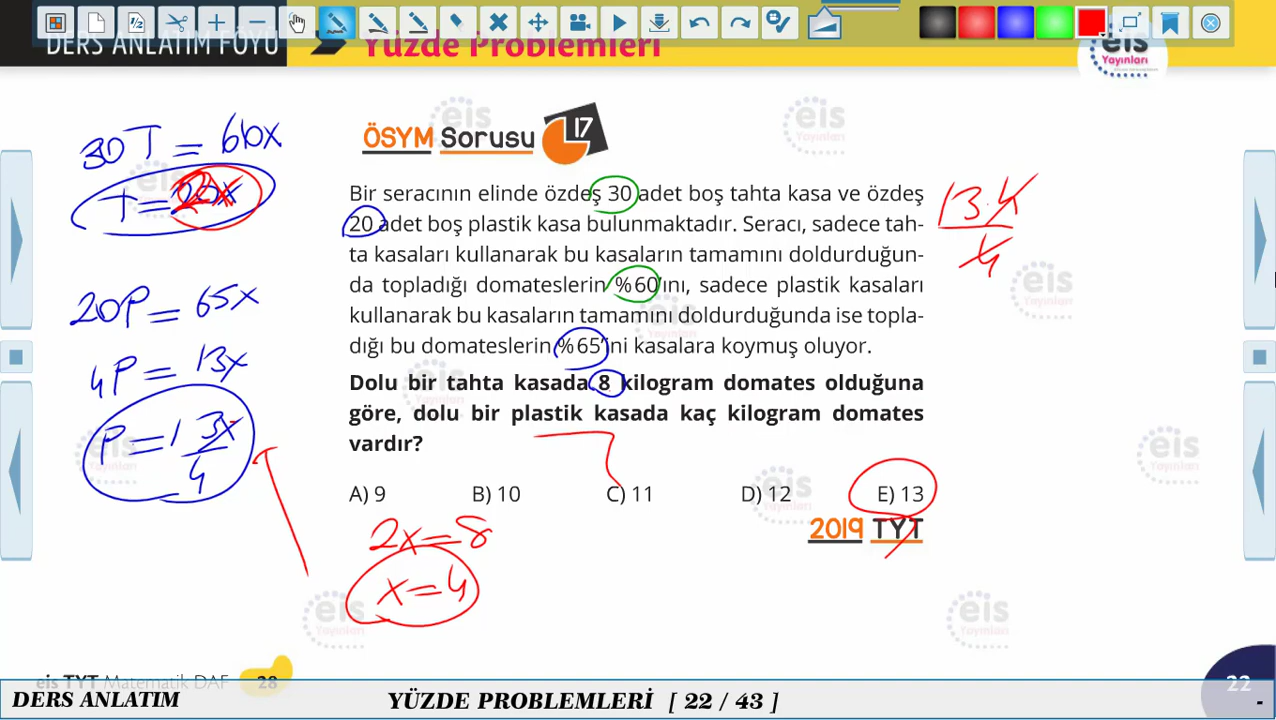 DERS ANLATIM FÖYÜ
Yüzde Problemleri
eis
Yayınları
ÖSYM Sorusu 17
Bir seracının elinde özdeş 30 adet boş tahta kasa ve özdeş
20 adet boş plastik kasa bulunmaktadır. Seracı, sadece tah-
ta kasaları kullanarak bu kasaların tamamını doldurduğun-
da topladığı domateslerin %60'ını, sadece plastik kasaları
kullanarak bu kasaların tamamını doldurduğunda ise topla-
dığı bu domateslerin %65'ini kasalara koymuş oluyor.
Dolu bir tahta kasada 8 kilogram domates olduğuna
göre, dolu bir plastik kasada kaç kilogram domates
vardır?
A) 9 B) 10 C) 11 D) 12 E) 13
2019 TYT
30T = 60x
T = 2x
20P = 65x
4P = 13x
P = 13x
4
2x = 8
x = 4
13.4
4
eis TYT Matematik DAF 28
22
DERS ANLATIM YÜZDE PROBLEMLERİ [ 22 / 43 ] -